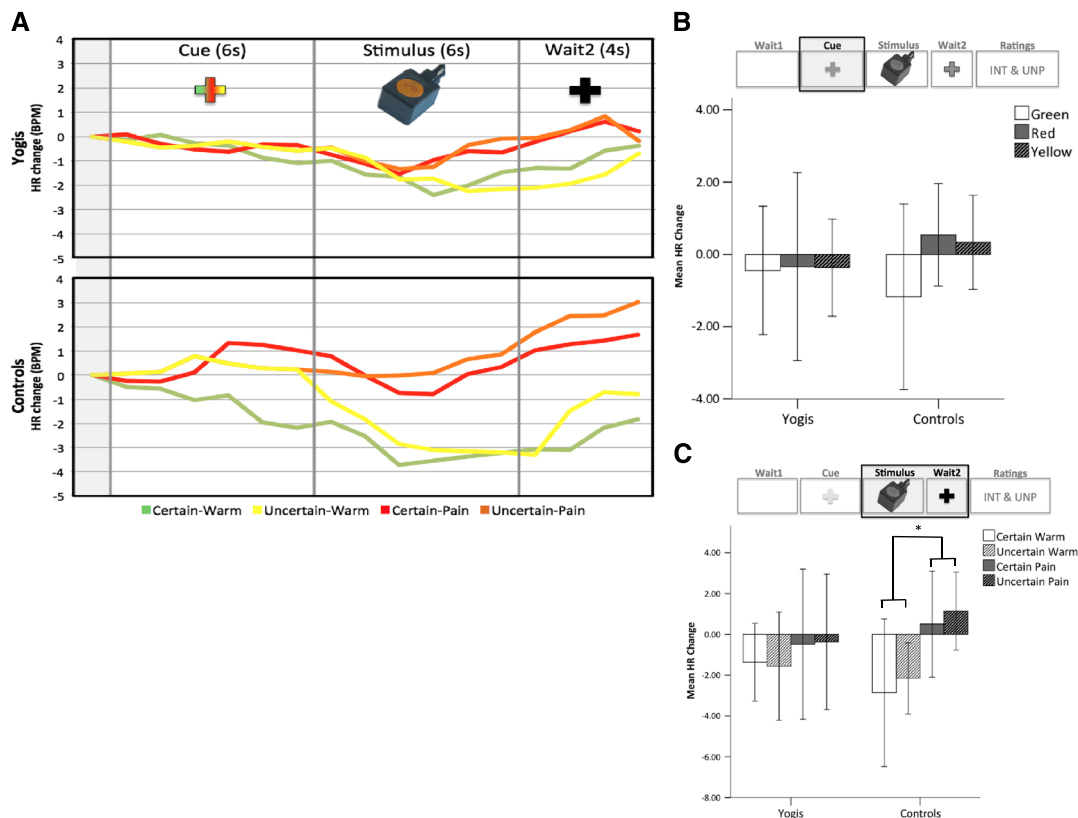 A
Cue (6s)
Stimulus (6s)
Wait2 (4s)
Yogis
HR change (BPM)
4
3
2
1
0
-1
-2
-3
-4
-5
Controls
HR change (BPM)
4
3
2
1
0
-1
-2
-3
-4
-5
Certain-Warm
Uncertain-Warm
Certain-Pain
Uncertain-Pain
B
Wait1
Cue
Stimulus
Wait2
Ratings
INT & UNP
Green
Red
Yellow
Mean HR Change
4.00
2.00
0.00
-2.00
-4.00
Yogis
Controls
C
Wait1
Cue
Stimulus
Wait2
Ratings
INT & UNP
Certain Warm
Uncertain Warm
Certain Pain
Uncertain Pain
*
Mean HR Change
4.00
2.00
0.00
-2.00
-4.00
-6.00
-8.00
Yogis
Controls